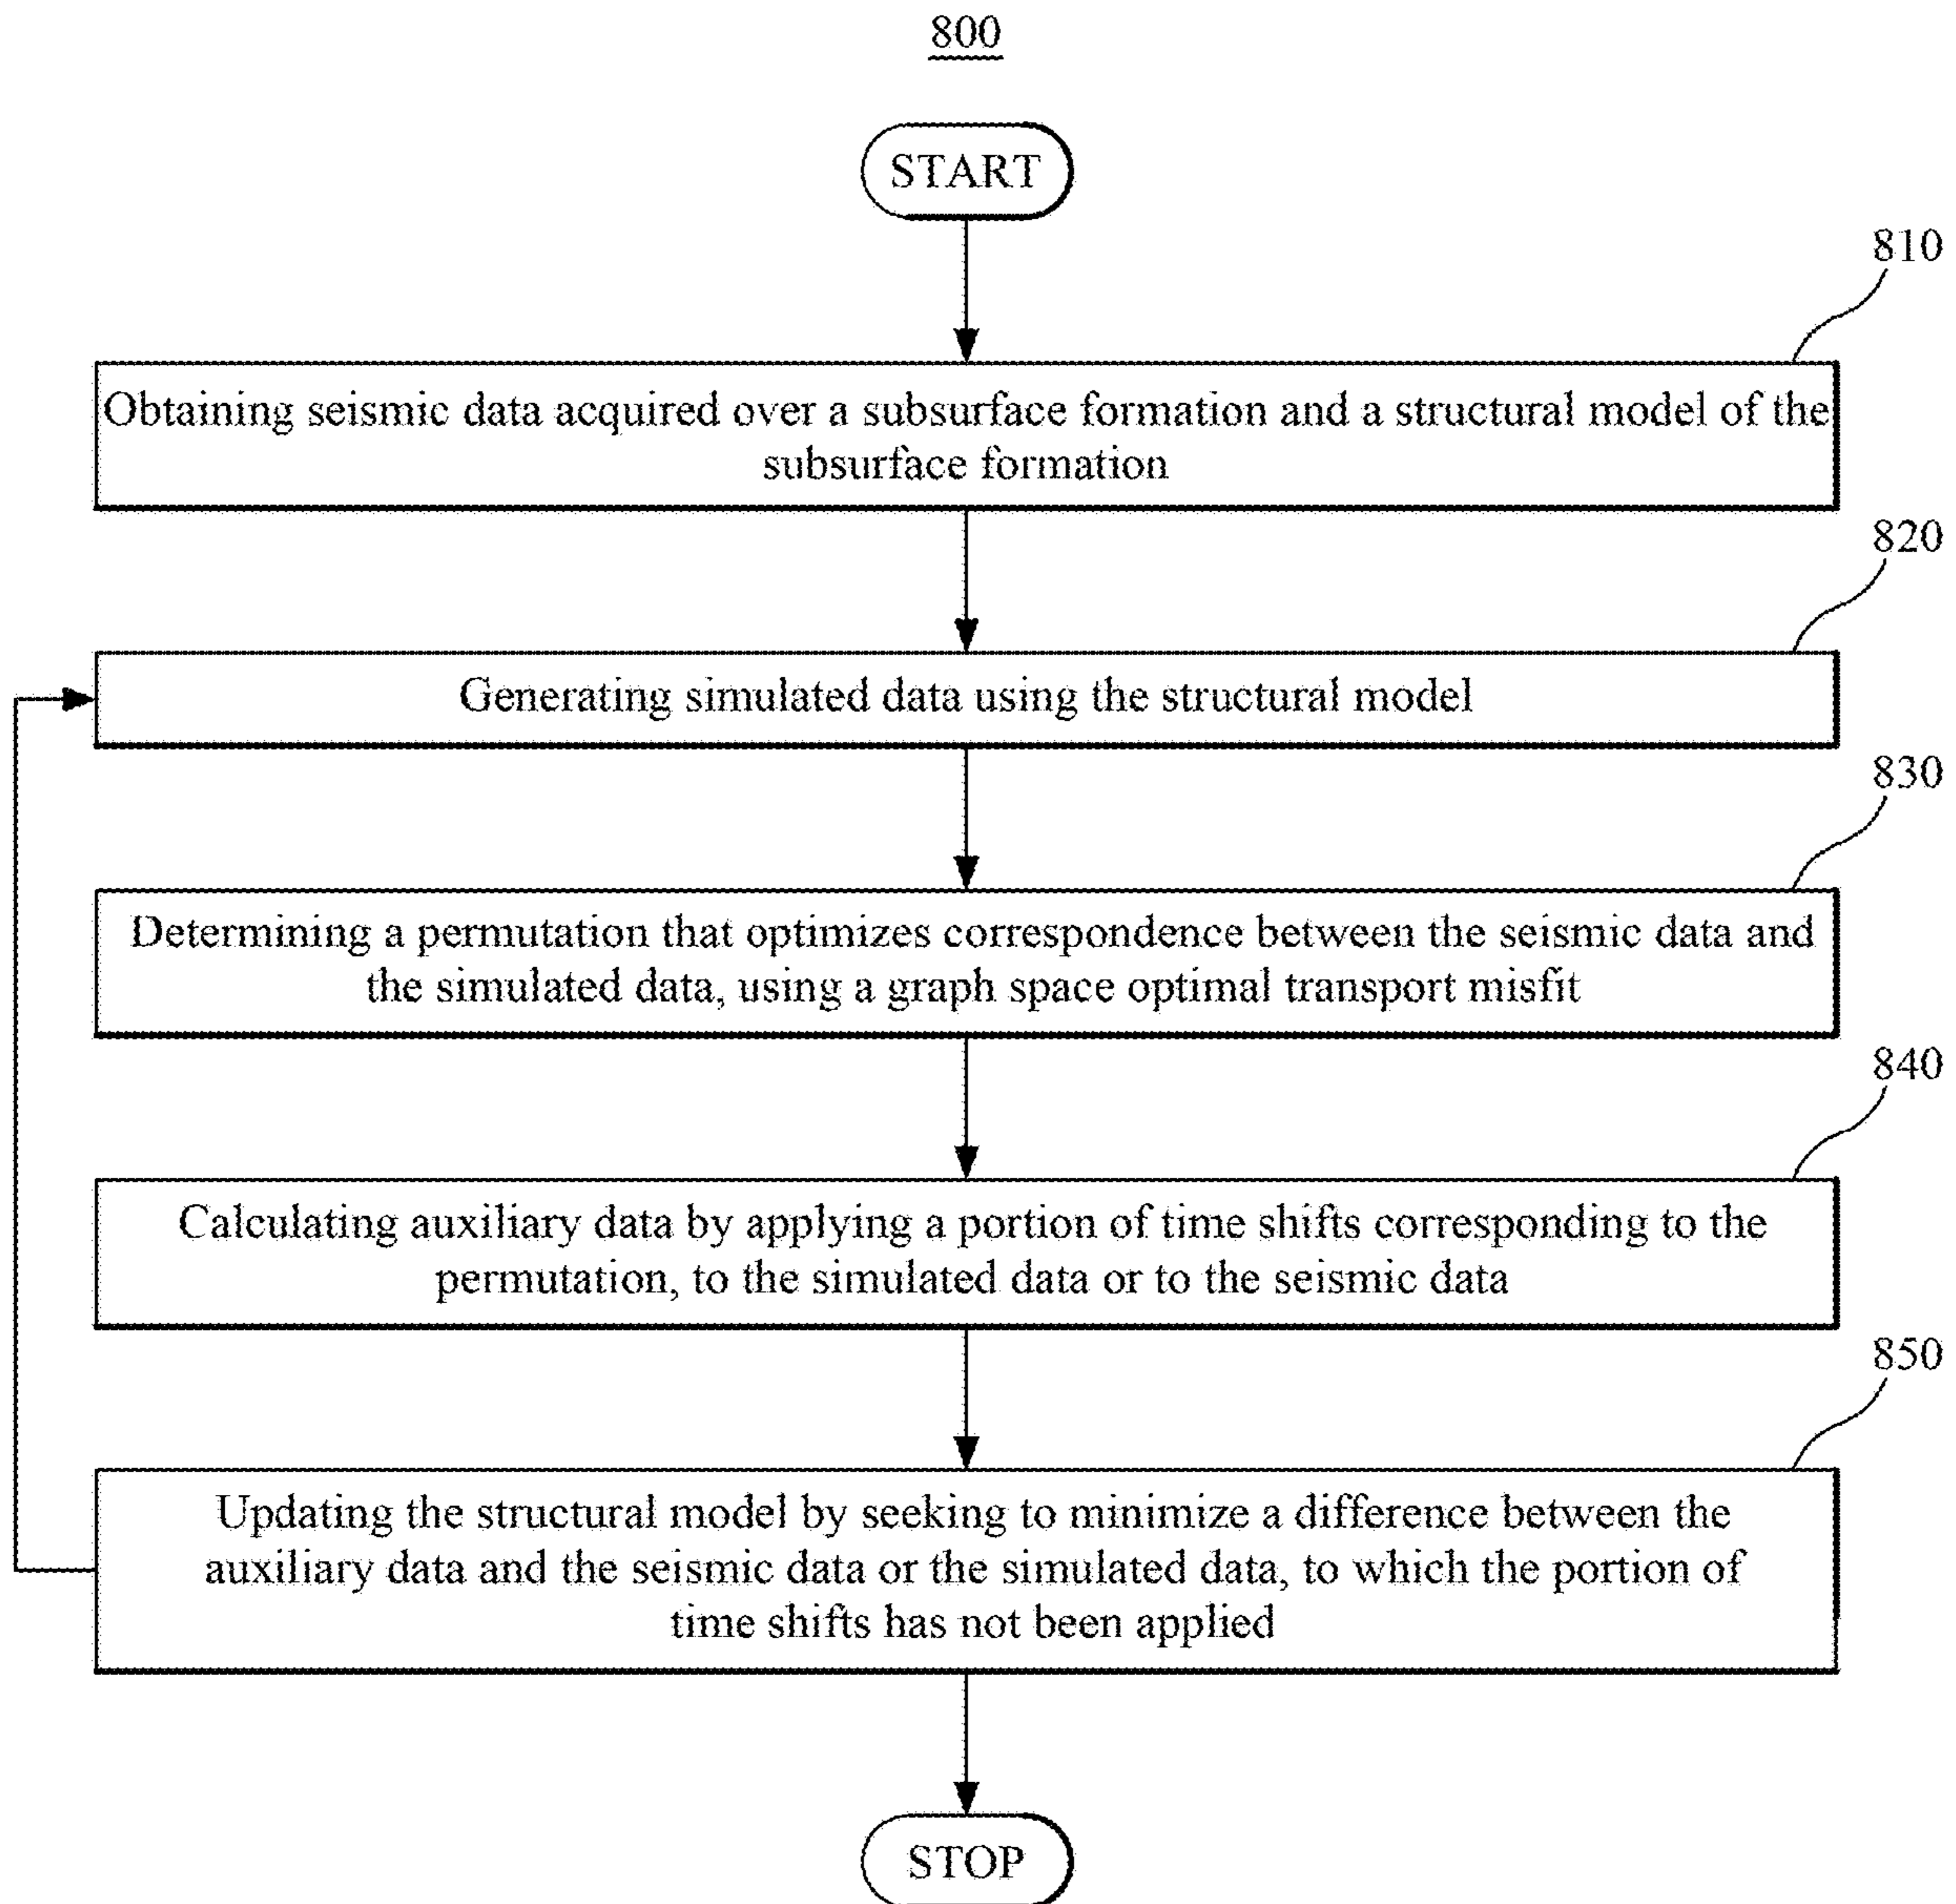 800
START
810
Obtaining seismic data acquired over a subsurface formation and a structural model of the
subsurface formation
820
Generating simulated data using the structural model
830
Determining a permutation that optimizes correspondence between the seismic data and
the simulated data, using a graph space optimal transport misfit
840
Calculating auxiliary data by applying a portion of time shifts corresponding to the
permutation, to the simulated data or to the seismic data
850
Updating the structural model by seeking to minimize a difference between the
auxiliary data and the seismic data or the simulated data, to which the portion of
time shifts has not been applied
STOP